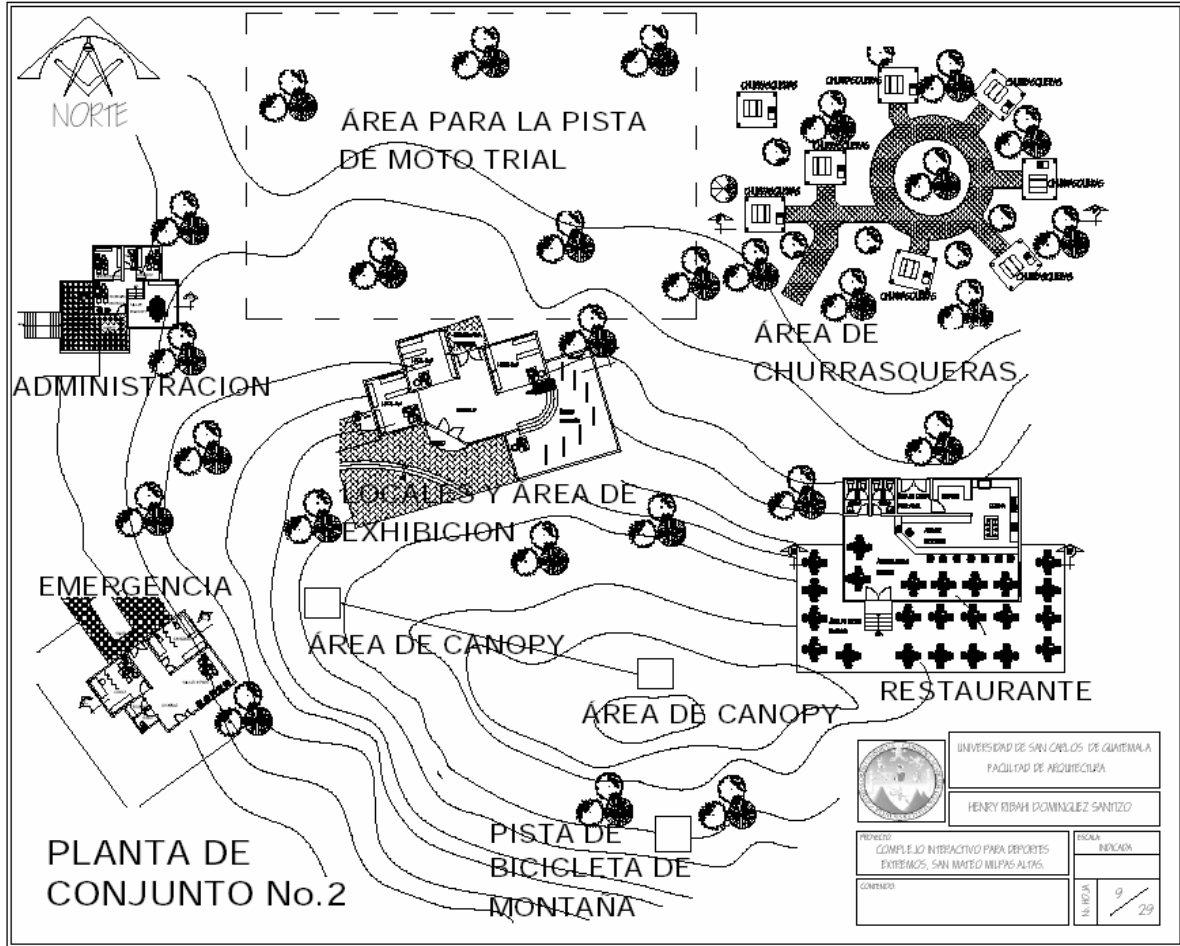 NORTE
ÁREA PARA LA PISTA
DE MOTO TRIAL
CHURRASQUERAS
CHURRASQUERAS
CHURRASQUERAS
CHURRASQUERAS
CHURRASQUERAS
CHURRASQUERAS
CHURRASQUERAS
CHURRASQUERAS
ÁREA DE
CHURRASQUERAS
ADMINISTRACION
LOCALES Y ÁREA DE
EXHIBICION
EMERGENCIA
ÁREA DE CANOPY
ÁREA DE CANOPY
RESTAURANTE
PISTA DE
BICICLETA DE
MONTAÑA
PLANTA DE
CONJUNTO No.2
UNIVERSIDAD DE SAN CARLOS DE GUATEMALA
FACULTAD DE ARQUITECTURA
HENRY RIBAHI DOMINGUEZ SANTIZO
PROYECTO:
COMPLEJO INTERACTIVO PARA DEPORTES
EXTREMOS, SAN MATEO MILPAS ALTAS.
ESCALA:
INDICADA
CONTENIDO:
No. HOJA
9
29